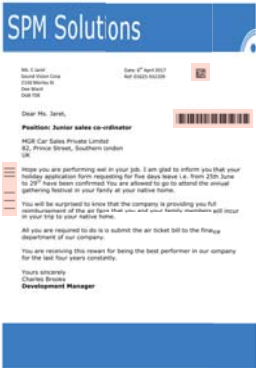 SPM Solutions
Ms. C Jarel
Sound Vision Corp
Date: 6th April 2017
Dear Ms. Jarel,
Position: Junior sales co-rdinator
MGR Car Sales Private Limited
82, Prince Street, Southern london
UK
Hope you are performing wel in your job. I am glad to inform you that your
holiday application form requesting for five days leave i.e. from 25th June
to 29th have been confirmed You are allowed to go to attend the annual
gathering festival in your family at your native home.
You will be surprised to know that the company is providing you full
reimbursement of the air fare that you and your family members will incur
in your trip to your native home.
All you are required to do is to submit the air ticket bill to the finance
department of our company.
You are receiving this rewarn for being the best performer in our company
for the last four years constantly.
Yours sincerely
Charles Brooks
Development Manager